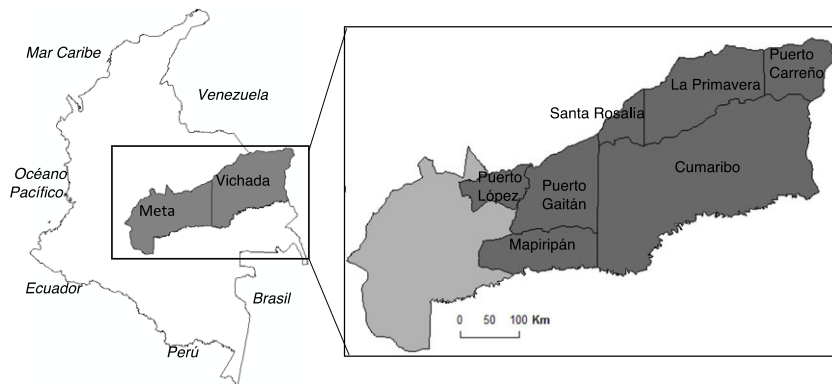 Mar Caribe
Venezuela
Océano
Pacífico
Meta
Vichada
Ecuador
Brasil
Perú
Puerto
Carreño
La Primavera
Santa Rosalía
Cumaribo
Puerto
López
Puerto
Gaitán
Mapiripán
0 50 100 Km